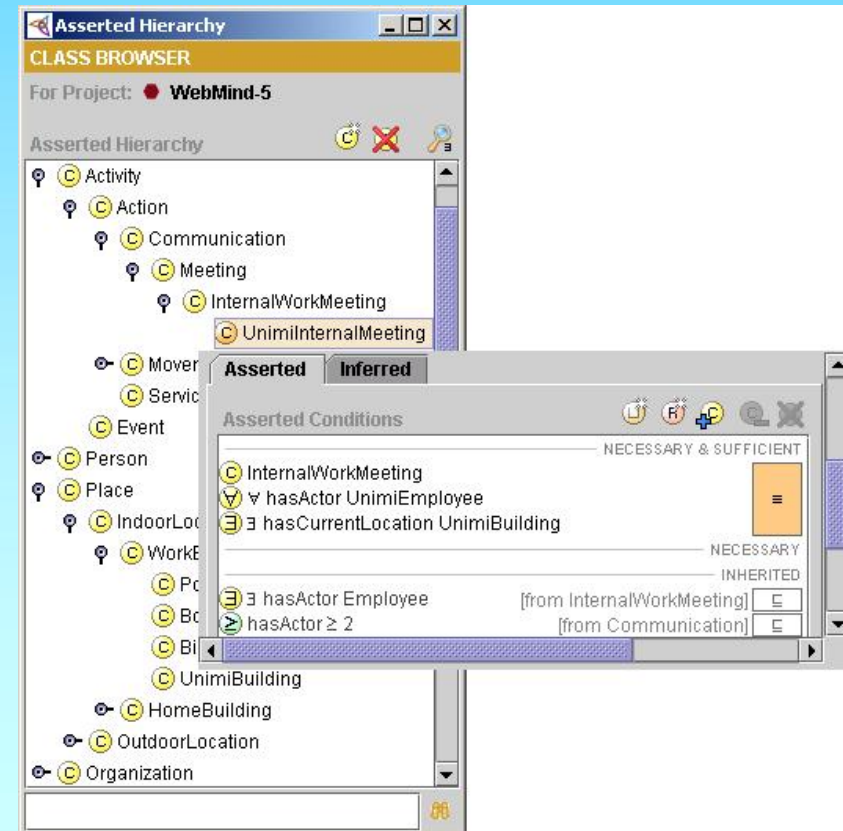 Asserted Hierarchy
CLASS BROWSER
For Project: WebMind-5
Asserted Hierarchy
C Activity
C Action
C Communication
C Meeting
C InternalWorkMeeting
C UnimiInternalMeeting
C
C
C Event
C Person
C Place
C
C
C
C
C
C UnimiBuilding
C HomeBuilding
C OutdoorLocation
C Organization
Asserted Inferred
Asserted Conditions
NECESSARY & SUFFICIENT
C InternalWorkMeeting
∀ ∀ hasActor UnimiEmployee
∃ ∃ hasCurrentLocation UnimiBuilding
≡
NECESSARY
INHERITED
∃ ∃ hasActor Employee [from InternalWorkMeeting] ⊑
≥ hasActor ≥ 2 [from Communication] ⊑